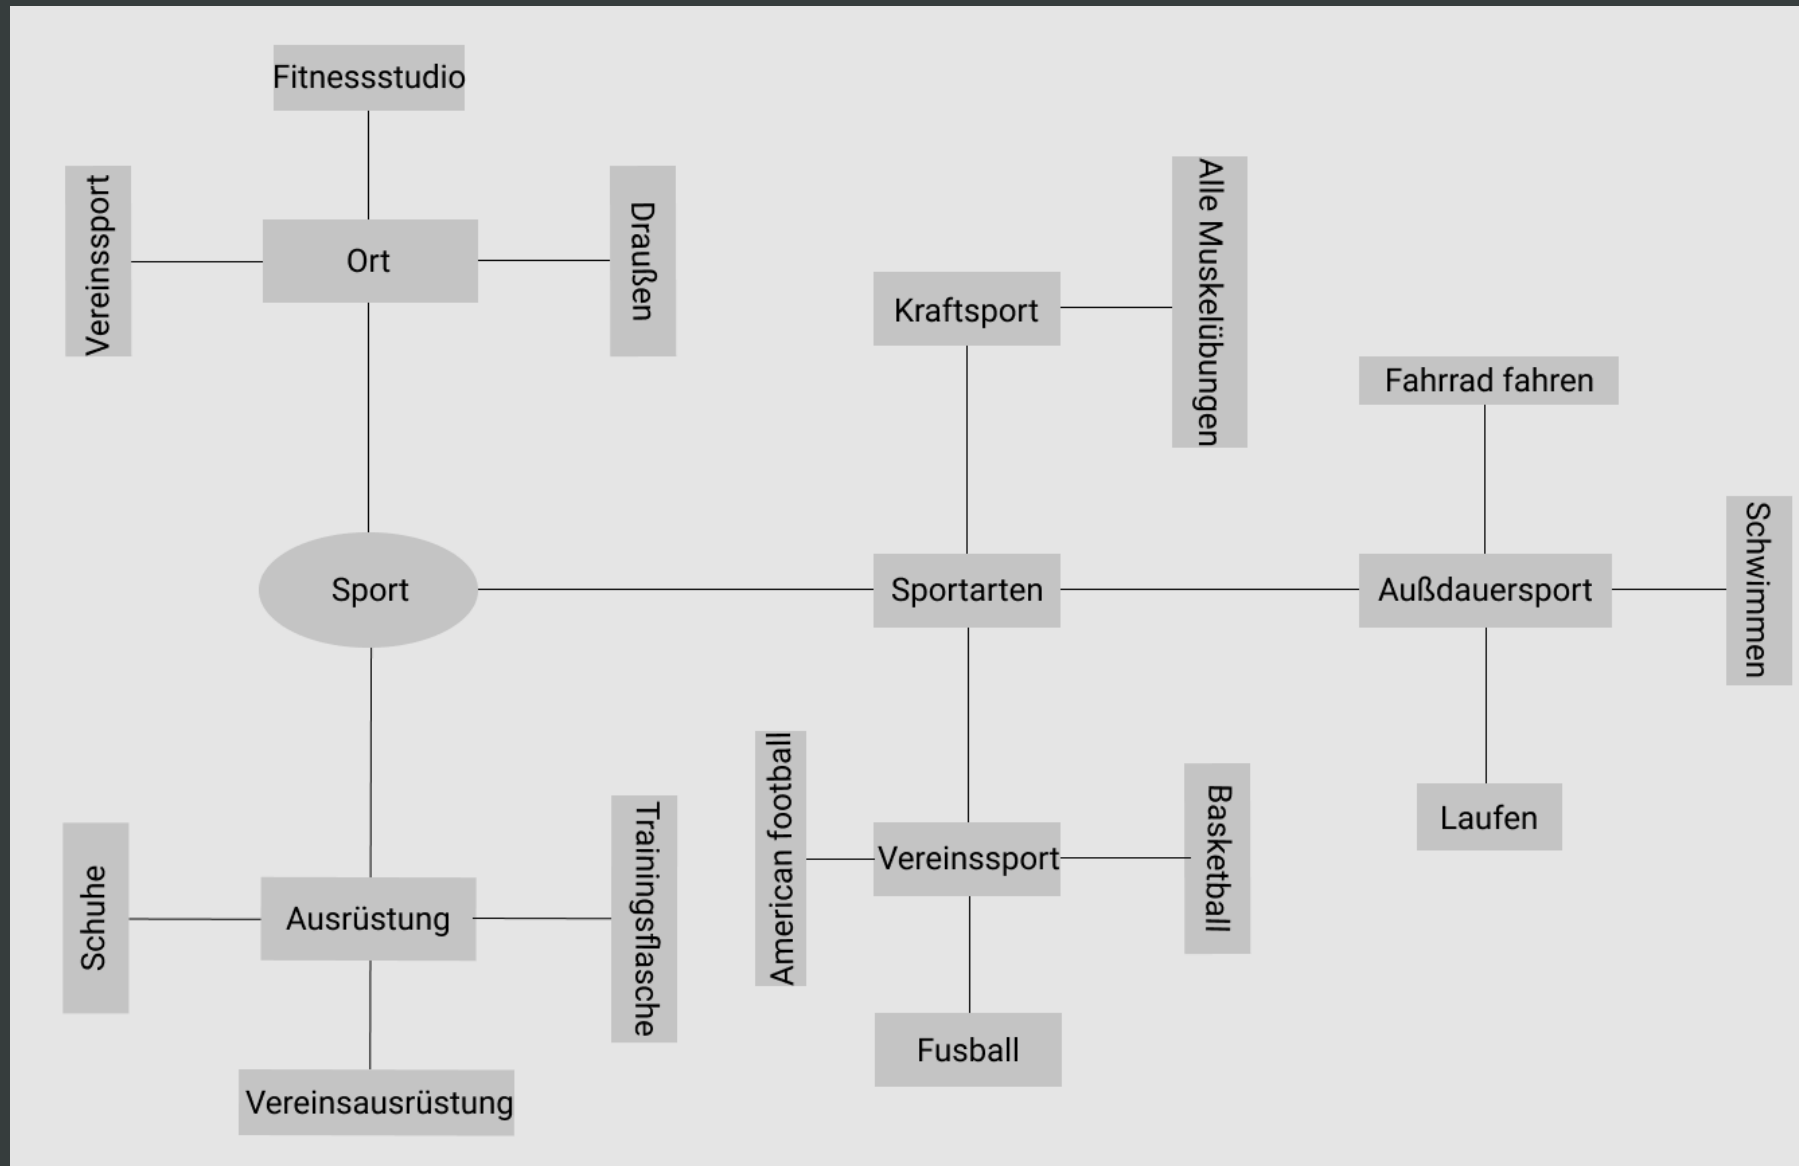 Fitnessstudio
Vereinssport
Ort
Draußen
Alle Muskelübungen
Kraftsport
Fahrrad fahren
Schwimmen
Sport
Sportarten
Außdauersport
American football
Basketball
Laufen
Vereinssport
Trainingsflasche
Schuhe
Ausrüstung
Fusball
Vereinsausrüstung